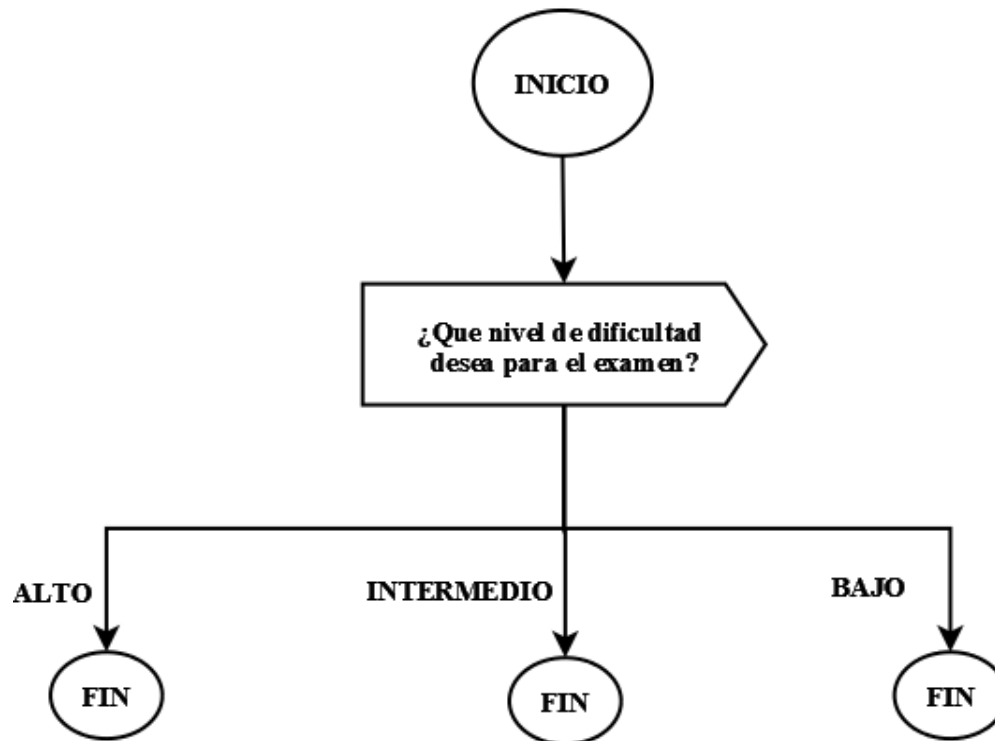 INICIO
¿Que nivel de dificultad
desea para el examen?
ALTO
INTERMEDIO
BAJO
FIN
FIN
FIN